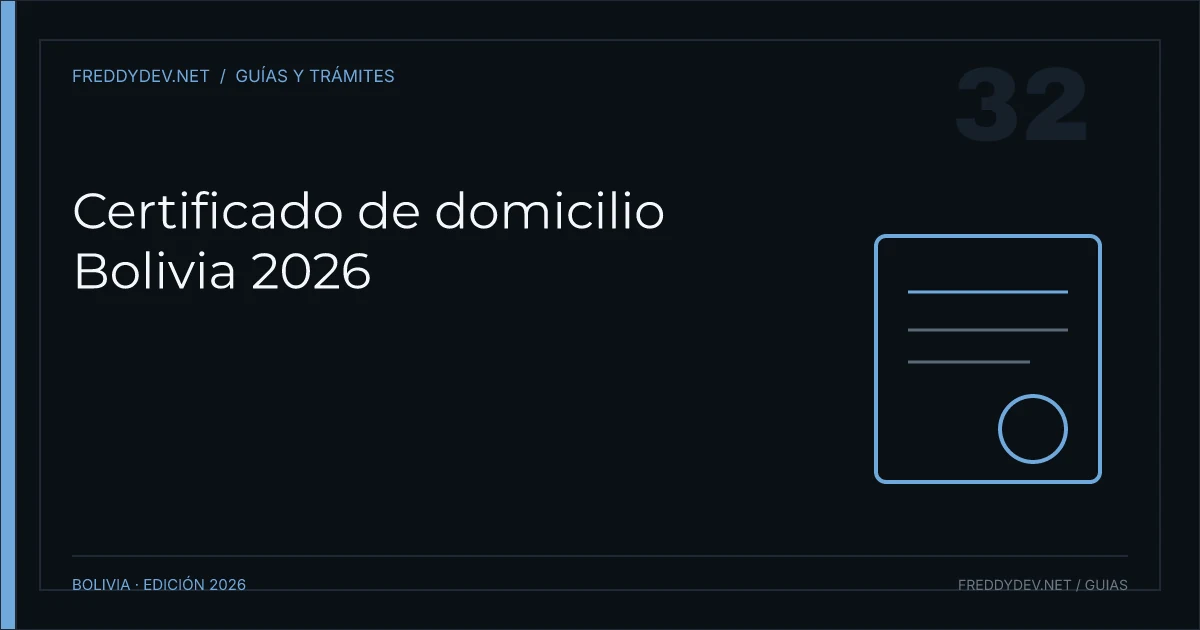 FREDDYDEV.NET / GUÍAS Y TRÁMITES
32
Certificado de domicilio
Bolivia 2026
BOLIVIA · EDICIÓN 2026
FREDDYDEV.NET / GUIAS